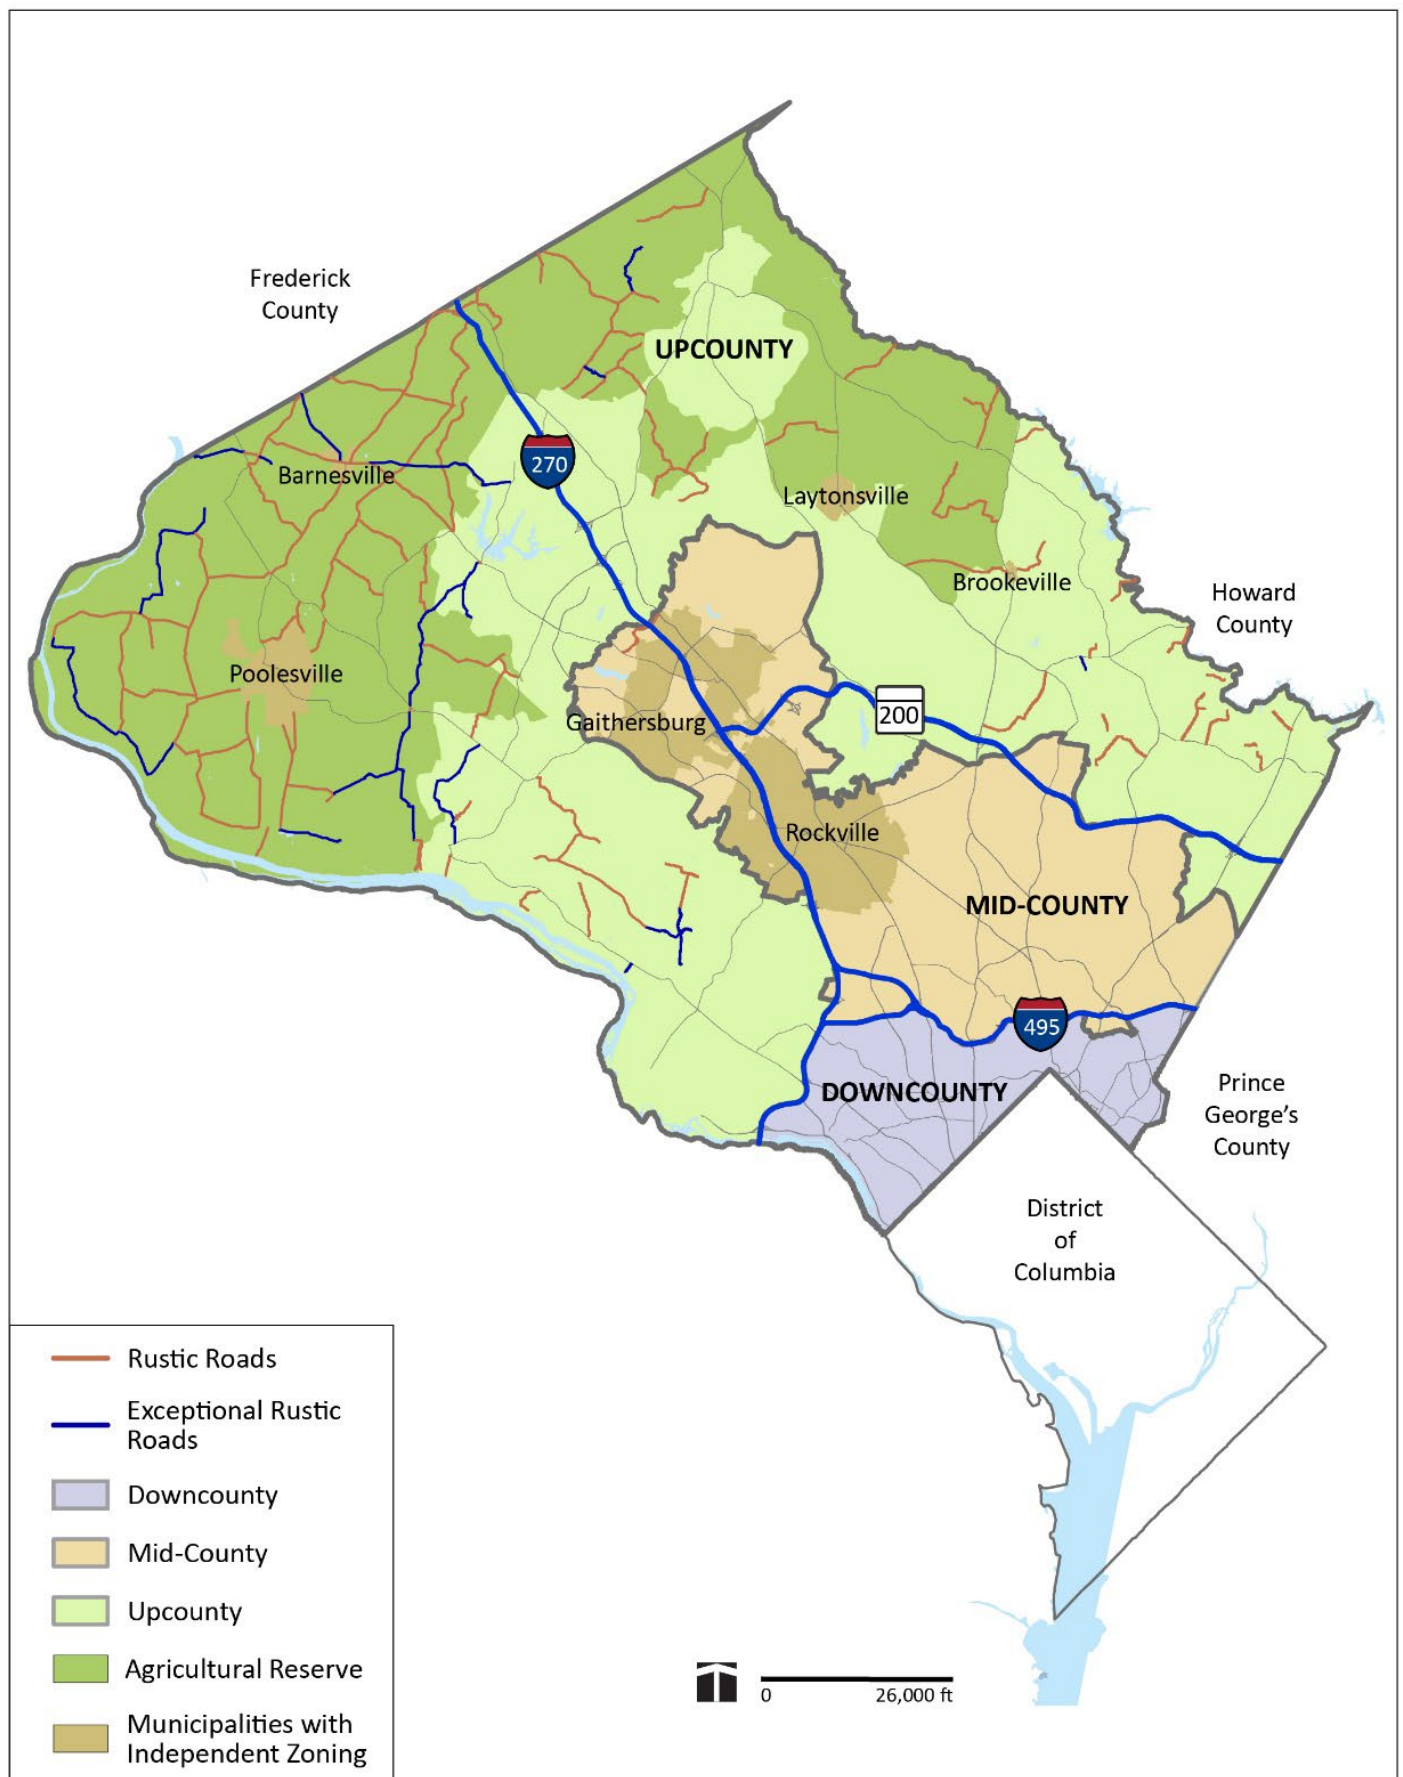 Frederick
County
UPCOUNTY
270
Barnesville
Laytonsville
Brookeville
Howard
County
Poolesville
Gaithersburg
200
Rockville
MID-COUNTY
495
DOWNCOUNTY
Prince
George’s
County
District
of
Columbia
Rustic Roads
Exceptional Rustic
Roads
Downcounty
Mid-County
Upcounty
Agricultural Reserve
Municipalities with
Independent Zoning
0 26,000 ft